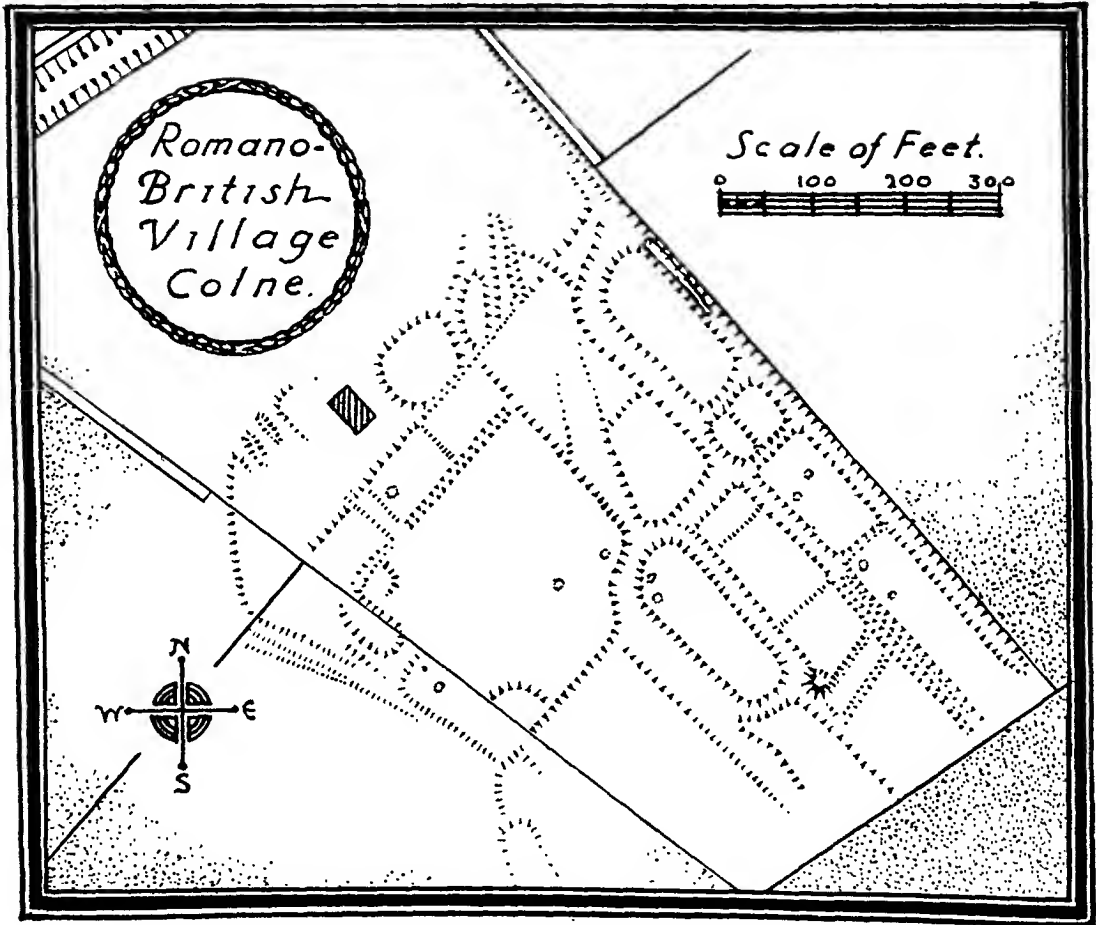 Romano-
British
Village
Colne.
Scale of Feet.
0 100 200 300
N
W E
S